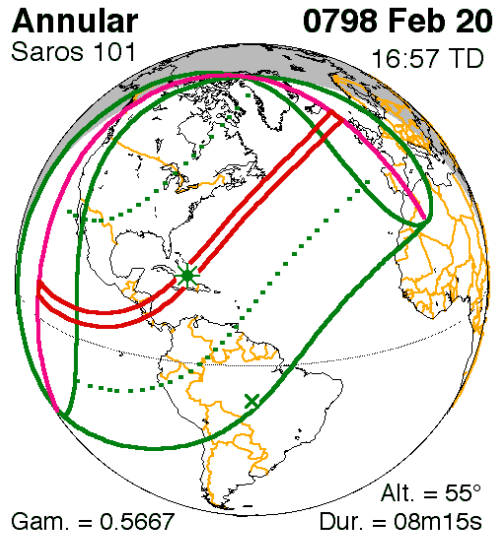 Annular
0798 Feb 20
Saros 101
16:57 TD
Alt. = 55°
Gam. = 0.5667
Dur. = 08m15s